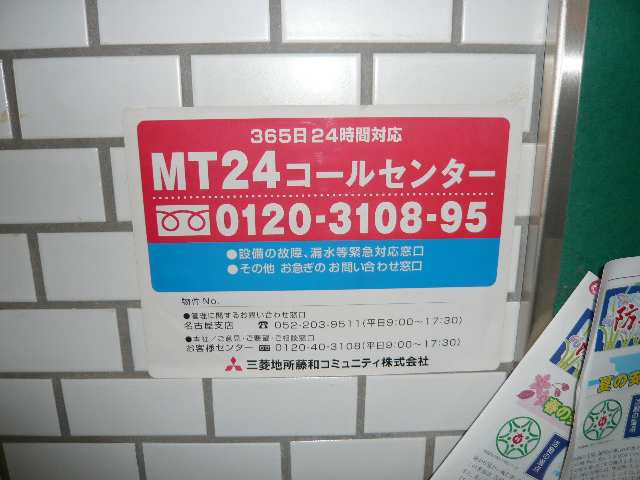 365日24時間対応
MT24コールセンター
0120-3108-95
●設備の故障、漏水等緊急対応窓口
●その他 お急ぎのお問い合わせ窓口
物件No.
●管理に関するお問い合わせ窓口
名古屋支店 ☎ 052-203-9511(平日9:00~17:30)
●本社/ご意見・ご要望・ご相談窓口
お客様センター 0120-40-3108(平日9:00~17:30)
三菱地所藤和コミュニティ株式会社
防
夏の
春の